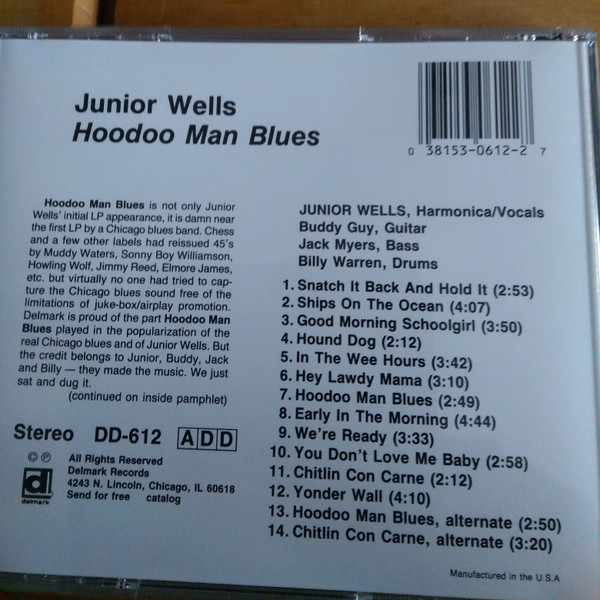 Junior Wells
Hoodoo Man Blues
0 38153-0612-2 7
Hoodoo Man Blues is not only Junior
Wells' initial LP appearance, it is damn near
the first LP by a Chicago blues band. Chess
and a few other labels had reissued 45's
by Muddy Waters, Sonny Boy Williamson,
Howling Wolf, Jimmy Reed, Elmore James,
etc. but virtually no one had tried to cap-
ture the Chicago blues sound free of the
limitations of juke-box/airplay promotion.
Delmark is proud of the part Hoodoo Man
Blues played in the popularization of the
real Chicago blues and of Junior Wells. But
the credit belongs to Junior, Buddy, Jack
and Billy — they made the music. We just
sat and dug it.
(continued on inside pamphlet)
Stereo DD-612 ADD
© ℗ All Rights Reserved
Delmark Records
4243 N. Lincoln, Chicago, IL 60618
Send for free catalog
d
delmark
JUNIOR WELLS, Harmonica/Vocals
Buddy Guy, Guitar
Jack Myers, Bass
Billy Warren, Drums
1. Snatch It Back And Hold It (2:53)
2. Ships On The Ocean (4:07)
3. Good Morning Schoolgirl (3:50)
4. Hound Dog (2:12)
5. In The Wee Hours (3:42)
6. Hey Lawdy Mama (3:10)
7. Hoodoo Man Blues (2:49)
8. Early In The Morning (4:44)
9. We're Ready (3:33)
10. You Don't Love Me Baby (2:58)
11. Chitlin Con Carne (2:12)
12. Yonder Wall (4:10)
13. Hoodoo Man Blues, alternate (2:50)
14. Chitlin Con Carne, alternate (3:20)
Manufactured in the U.S.A